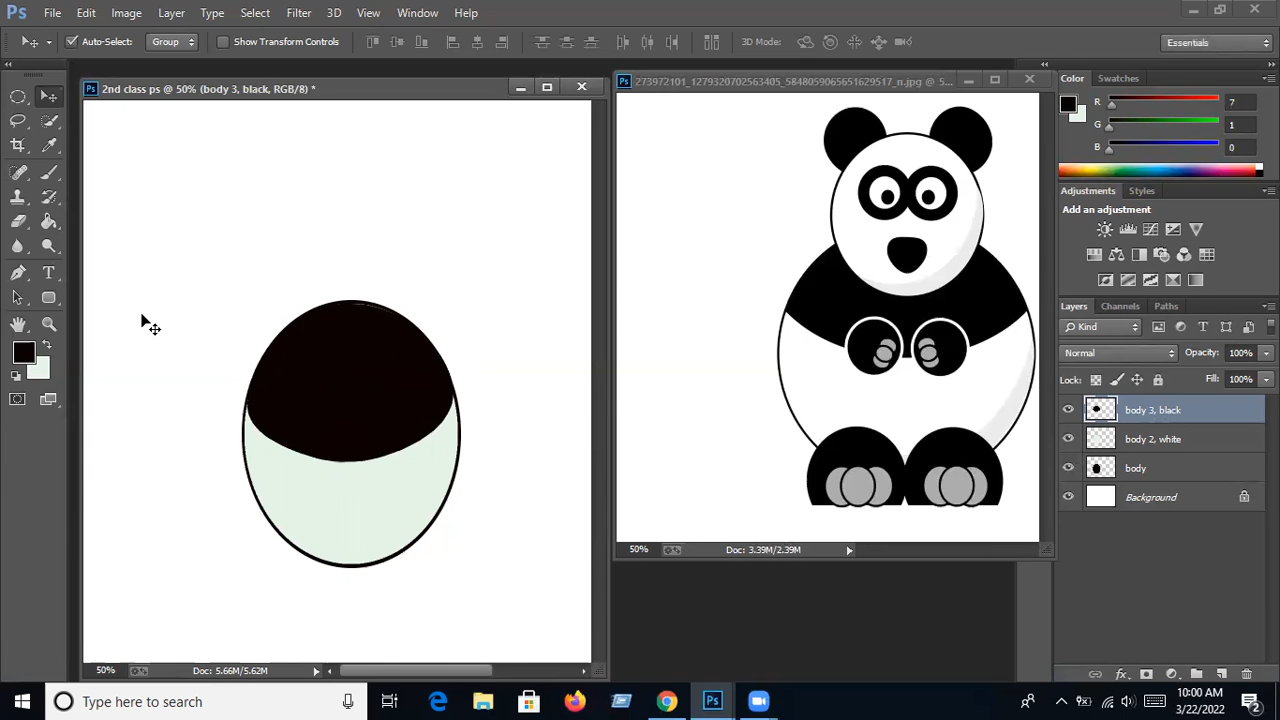 Ps File Edit Image Layer Type Select Filter 3D View Window Help
Auto-Select: Group Show Transform Controls 3D Mode: Essentials
Ps 2nd class ps @ 50% (body 3, black, RGB/8) *
Ps 273972101_1279320702563405_5848059065651629517_n.jpg @ 5...
Color Swatches
R 7
G 1
B 0
Adjustments Styles
Add an adjustment
Layers Channels Paths
Kind T
Normal Opacity: 100%
Lock: Fill: 100%
body 3, black
body 2, white
body
Background
T
50% Doc: 3.39M/2.39M
50% Doc: 5.66M/5.62M
fx
Type here to search
Ps
10:00 AM
3/22/2022
2